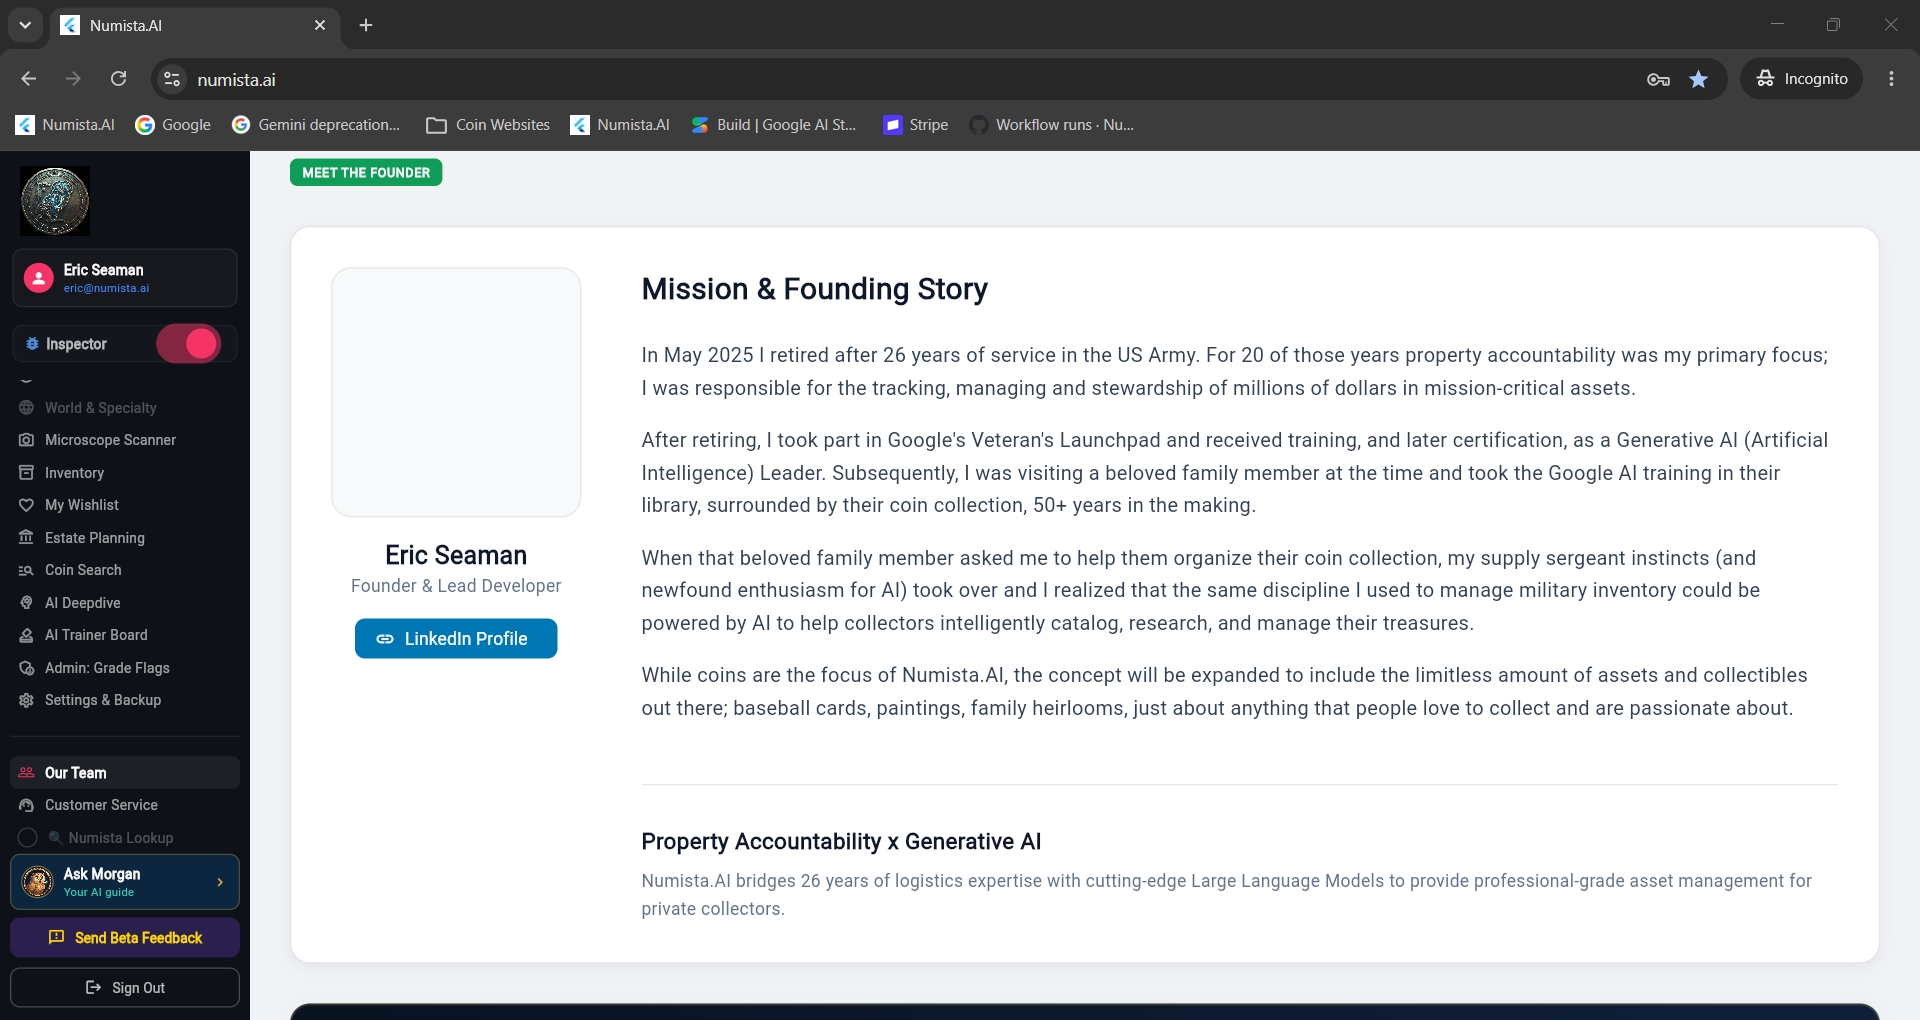 Numista.AI
numista.ai
Incognito
Numista.AI
Google
Gemini deprecation...
Coin Websites
Numista.AI
Build | Google AI St...
Stripe
Workflow runs · Nu...
Eric Seaman
eric@numista.ai
Inspector
World & Specialty
Microscope Scanner
Inventory
My Wishlist
Estate Planning
Coin Search
AI Deepdive
AI Trainer Board
Admin: Grade Flags
Settings & Backup
Our Team
Customer Service
Numista Lookup
Ask Morgan
Your AI guide
Send Beta Feedback
Sign Out
MEET THE FOUNDER
Eric Seaman
Founder & Lead Developer
LinkedIn Profile
Mission & Founding Story
In May 2025 I retired after 26 years of service in the US Army. For 20 of those years property accountability was my primary focus;
I was responsible for the tracking, managing and stewardship of millions of dollars in mission-critical assets.
After retiring, I took part in Google's Veteran's Launchpad and received training, and later certification, as a Generative AI (Artificial
Intelligence) Leader. Subsequently, I was visiting a beloved family member at the time and took the Google AI training in their
library, surrounded by their coin collection, 50+ years in the making.
When that beloved family member asked me to help them organize their coin collection, my supply sergeant instincts (and
newfound enthusiasm for AI) took over and I realized that the same discipline I used to manage military inventory could be
powered by AI to help collectors intelligently catalog, research, and manage their treasures.
While coins are the focus of Numista.AI, the concept will be expanded to include the limitless amount of assets and collectibles
out there; baseball cards, paintings, family heirlooms, just about anything that people love to collect and are passionate about.
Property Accountability x Generative AI
Numista.AI bridges 26 years of logistics expertise with cutting-edge Large Language Models to provide professional-grade asset management for
private collectors.